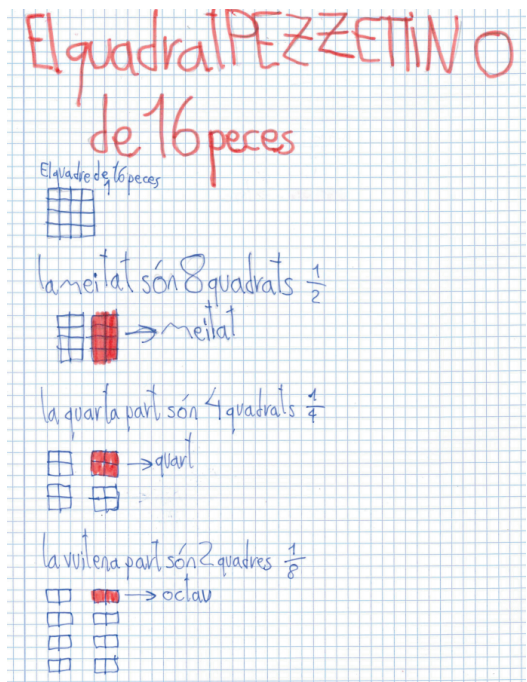 El quadrat PEZZETTINO
de 16 peces
El quadre de 16 peces
1
la meitat són 8 quadrats 1/2
→ meitat
la quarta part són 4 quadrats 1/4
→ quart
la vuitena part són 2 quadres 1/8
→ octau